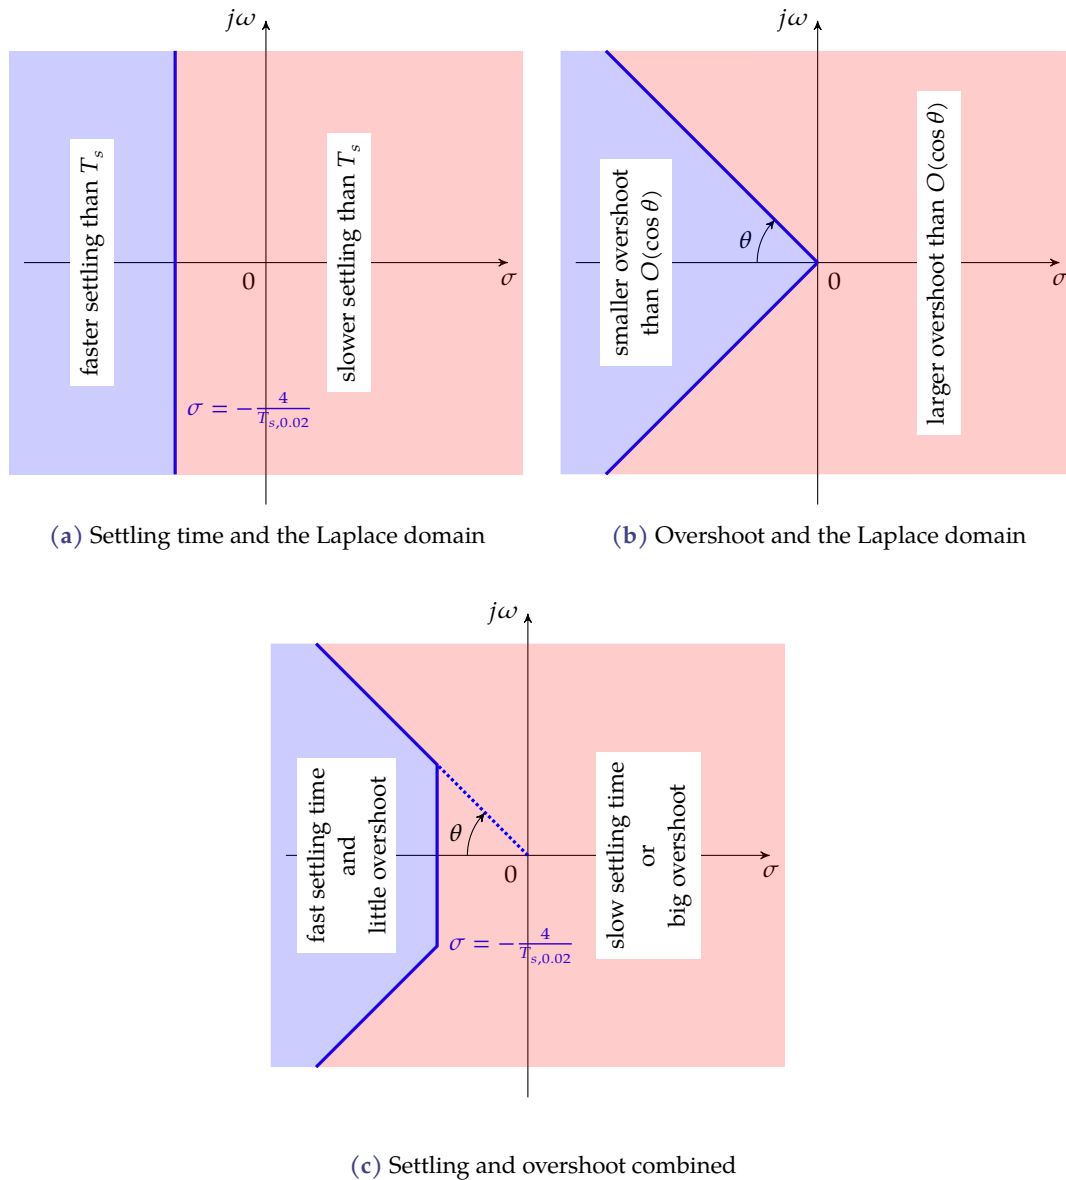 jω
faster settling than T_s
slower settling than T_s
0
σ
σ = −4/T_{s,0.02}
(a) Settling time and the Laplace domain
jω
smaller overshoot
than O(cos θ)
θ
larger overshoot than O(cos θ)
0
σ
(b) Overshoot and the Laplace domain
jω
fast settling time
and
little overshoot
θ
slow settling time
or
big overshoot
0
σ
σ = −4/T_{s,0.02}
(c) Settling and overshoot combined